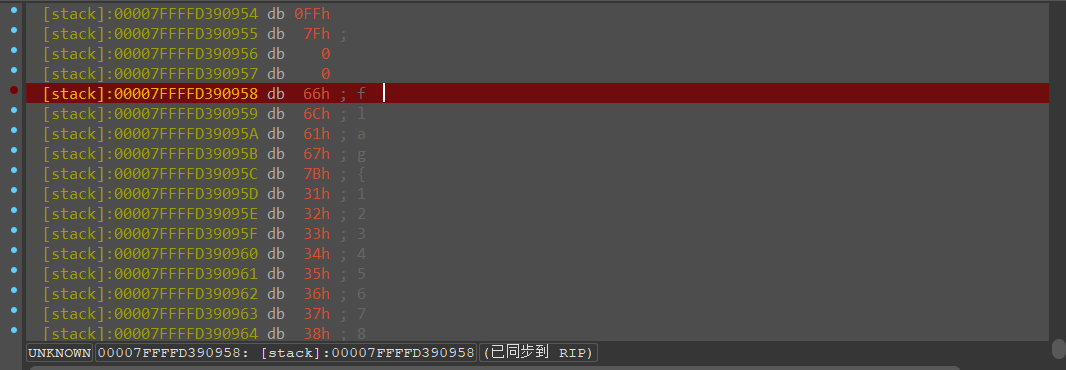 [stack]:00007FFFFD390954 db 0FFh
[stack]:00007FFFFD390955 db 7Fh ;
[stack]:00007FFFFD390956 db 0
[stack]:00007FFFFD390957 db 0
[stack]:00007FFFFD390958 db 66h ; f
[stack]:00007FFFFD390959 db 6Ch ; l
[stack]:00007FFFFD39095A db 61h ; a
[stack]:00007FFFFD39095B db 67h ; g
[stack]:00007FFFFD39095C db 7Bh ; {
[stack]:00007FFFFD39095D db 31h ; 1
[stack]:00007FFFFD39095E db 32h ; 2
[stack]:00007FFFFD39095F db 33h ; 3
[stack]:00007FFFFD390960 db 34h ; 4
[stack]:00007FFFFD390961 db 35h ; 5
[stack]:00007FFFFD390962 db 36h ; 6
[stack]:00007FFFFD390963 db 37h ; 7
[stack]:00007FFFFD390964 db 38h ; 8
UNKNOWN 00007FFFFD390958: [stack]:00007FFFFD390958 (已同步到 RIP)